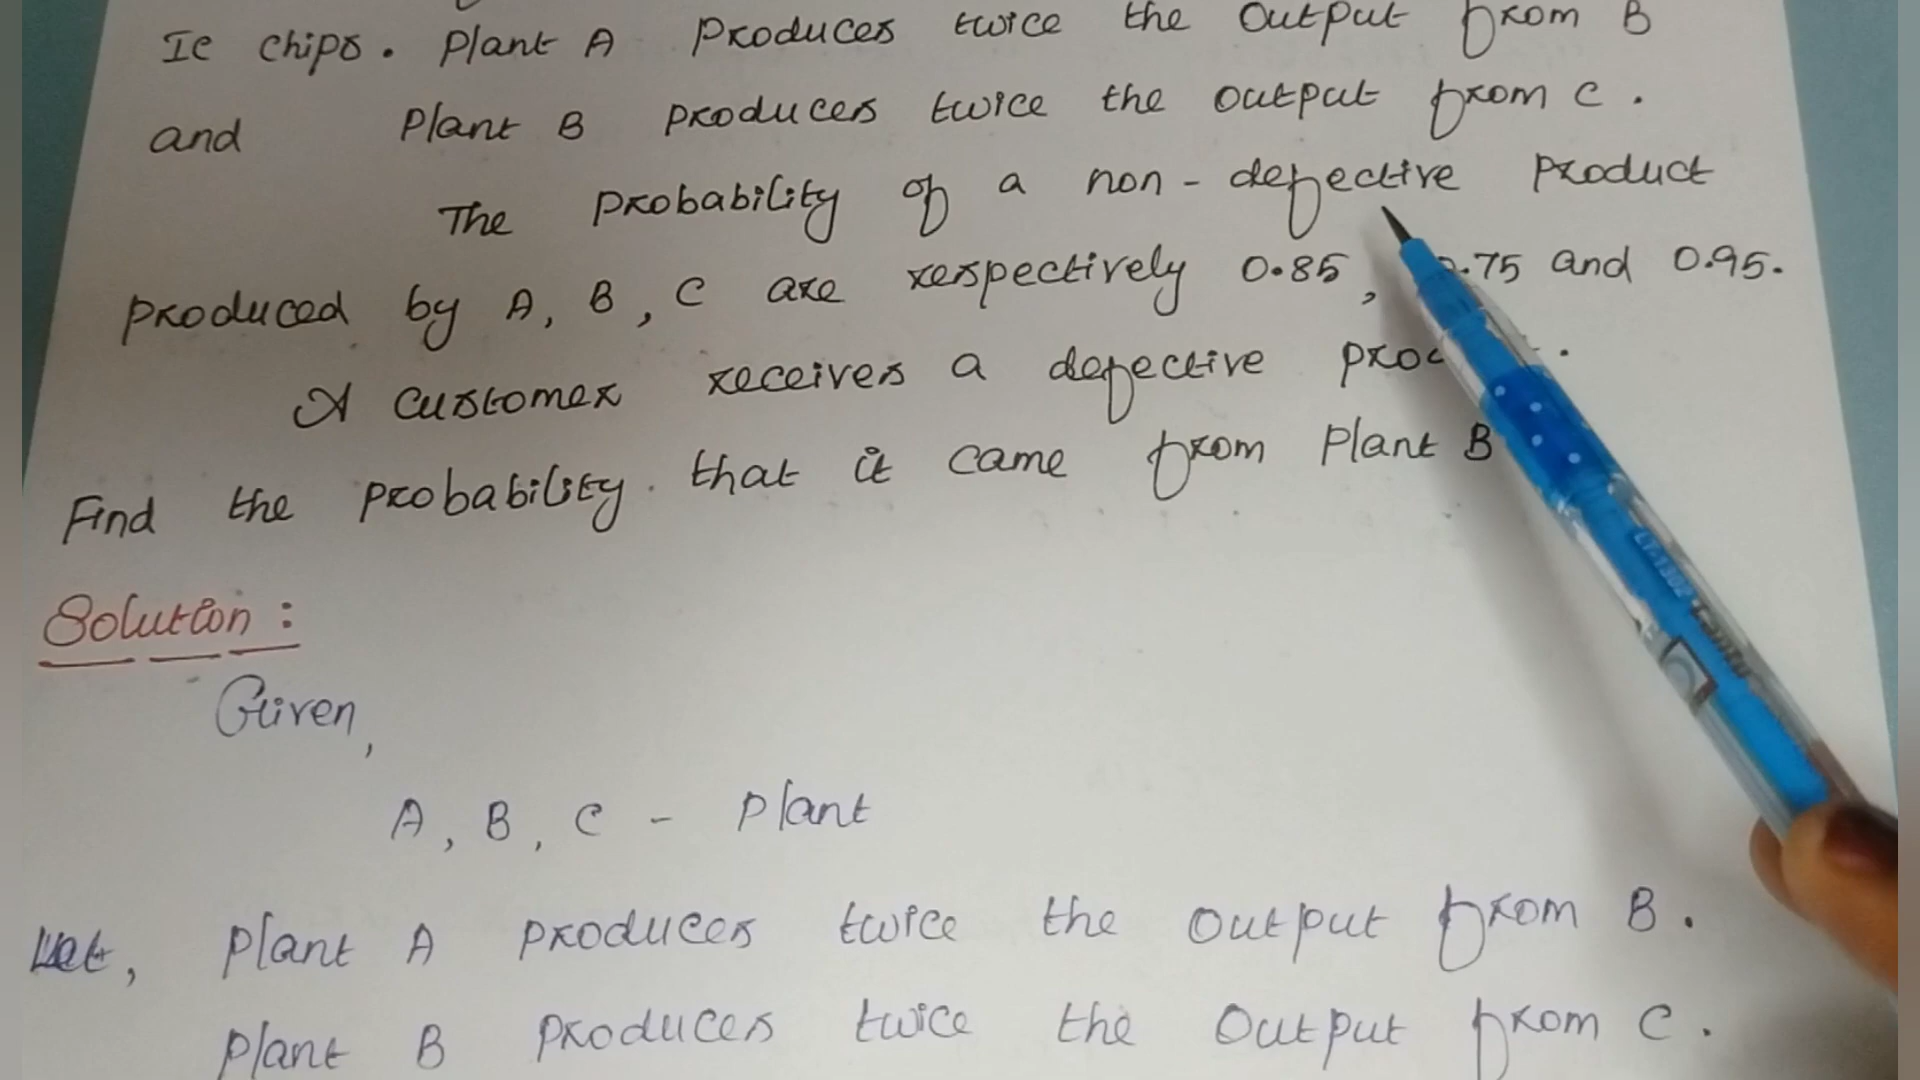 Ic chips. Plant A produces twice the output from B
and Plant B produces twice the output from C.
The probability of a non-defective product
produced by A, B, C are respectively 0.85, .75 and 0.95.
A customer receives a defective
Find the probability that it came from plant B
Solution:
Given,
A, B, C - plant
Let, plant A produces twice the output from B.
plant B produces twice the output from C.